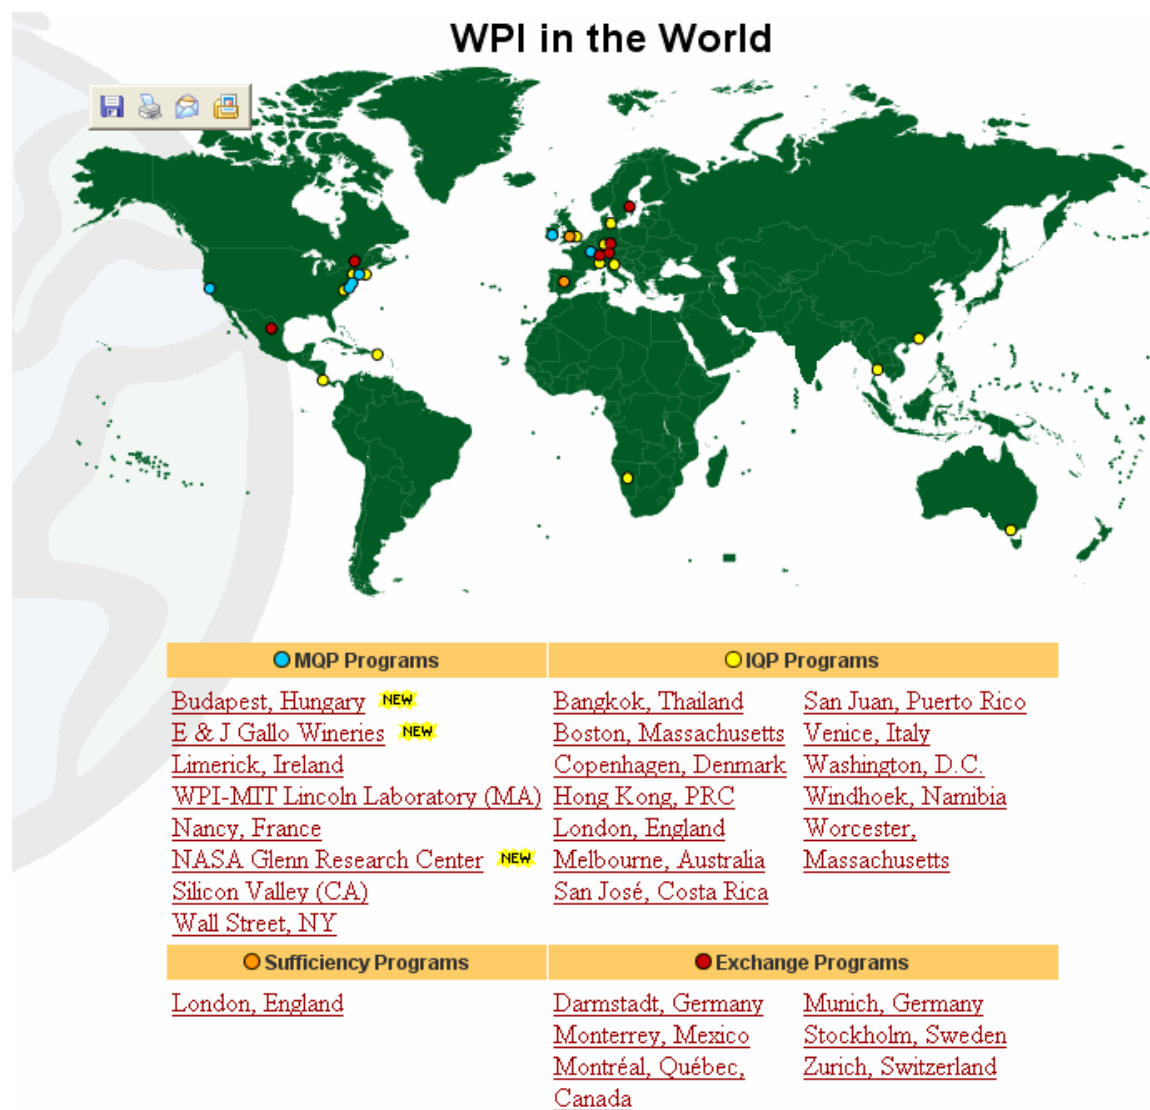 WPI in the World
MQP Programs
Budapest, Hungary NEW
E & J Gallo Wineries NEW
Limerick, Ireland
WPI-MIT Lincoln Laboratory (MA)
Nancy, France
NASA Glenn Research Center NEW
Silicon Valley (CA)
Wall Street, NY
IQP Programs
Bangkok, Thailand
Boston, Massachusetts
Copenhagen, Denmark
Hong Kong, PRC
London, England
Melbourne, Australia
San José, Costa Rica
San Juan, Puerto Rico
Venice, Italy
Washington, D.C.
Windhoek, Namibia
Worcester,
Massachusetts
Sufficiency Programs
London, England
Exchange Programs
Darmstadt, Germany
Monterrey, Mexico
Montréal, Québec,
Canada
Munich, Germany
Stockholm, Sweden
Zurich, Switzerland